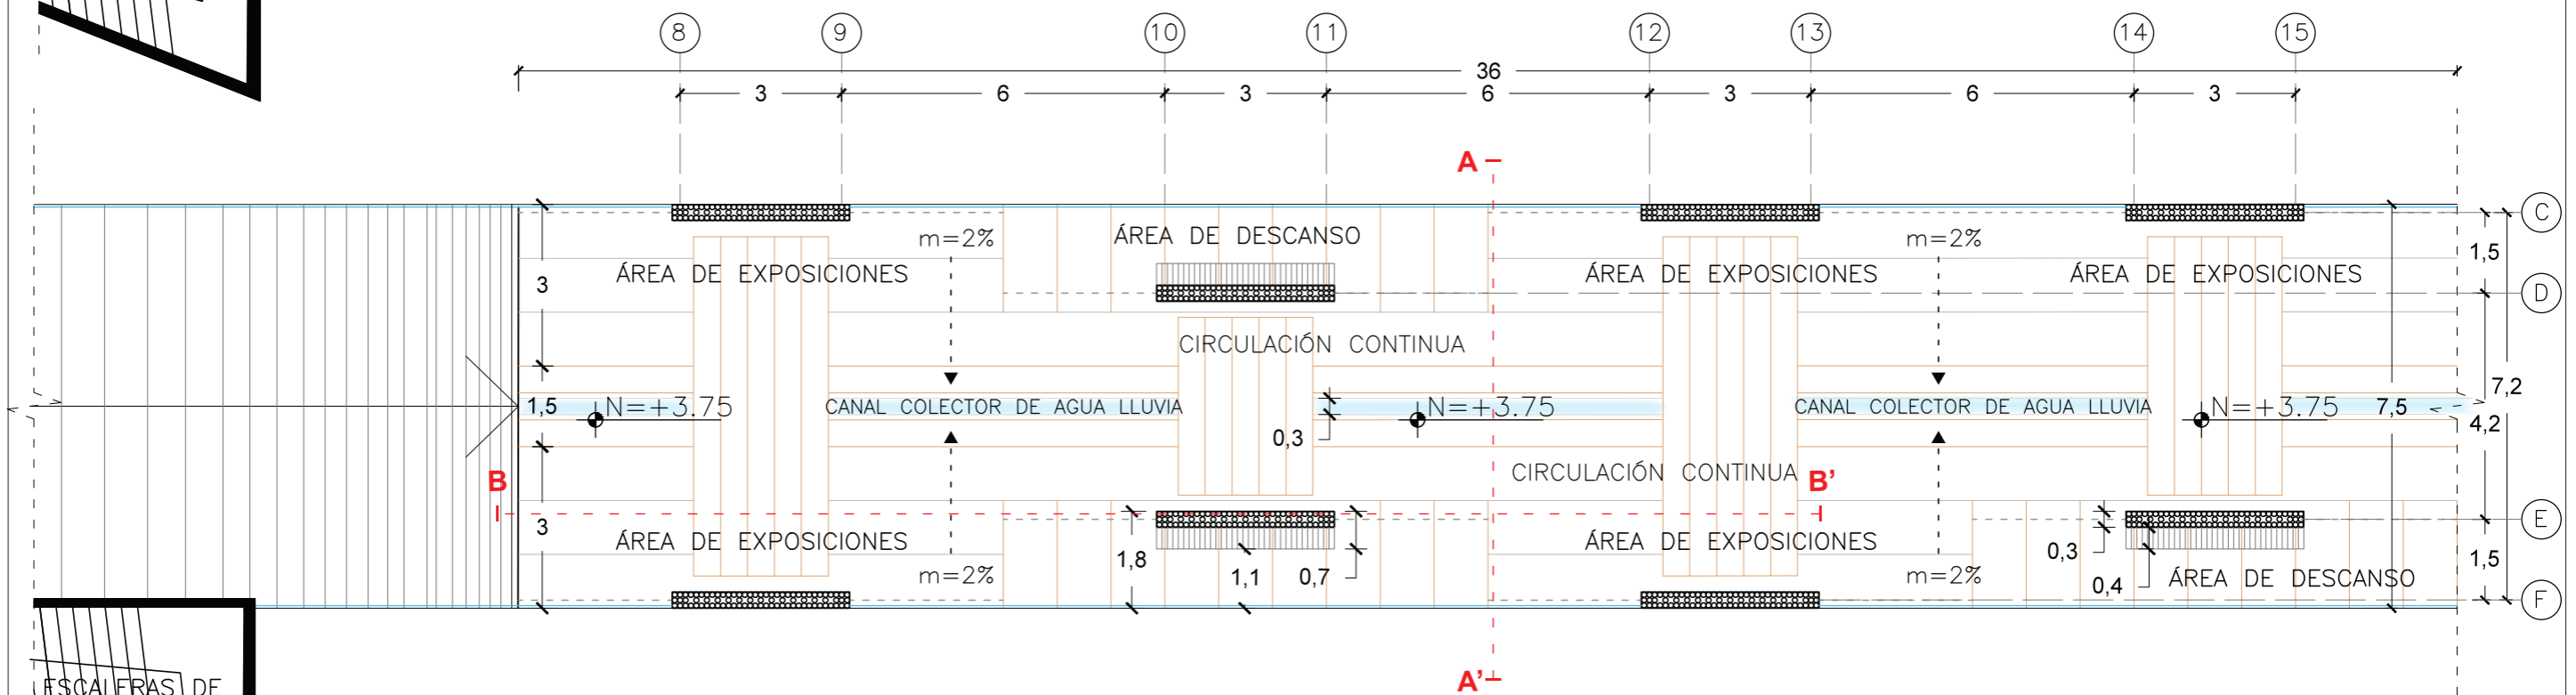 8 9 10 11 12 13 14 15
36
3 6 3 6 3 6 3
A
C
ÁREA DE DESCANSO
m=2% m=2%
1,5
ÁREA DE EXPOSICIONES ÁREA DE EXPOSICIONES ÁREA DE EXPOSICIONES
3
D
CIRCULACIÓN CONTINUA
7,2
1,5 N=+3.75 CANAL COLECTOR DE AGUA LLUVIA N=+3.75 CANAL COLECTOR DE AGUA LLUVIA N=+3.75 7,5
4,2
0,3
CIRCULACIÓN CONTINUA
B B'
E
3
ÁREA DE EXPOSICIONES ÁREA DE EXPOSICIONES
0,3
1,8 1,5
m=2% 1,1 0,7 m=2% ÁREA DE DESCANSO
0,4
F
A'
ESCALERAS DE